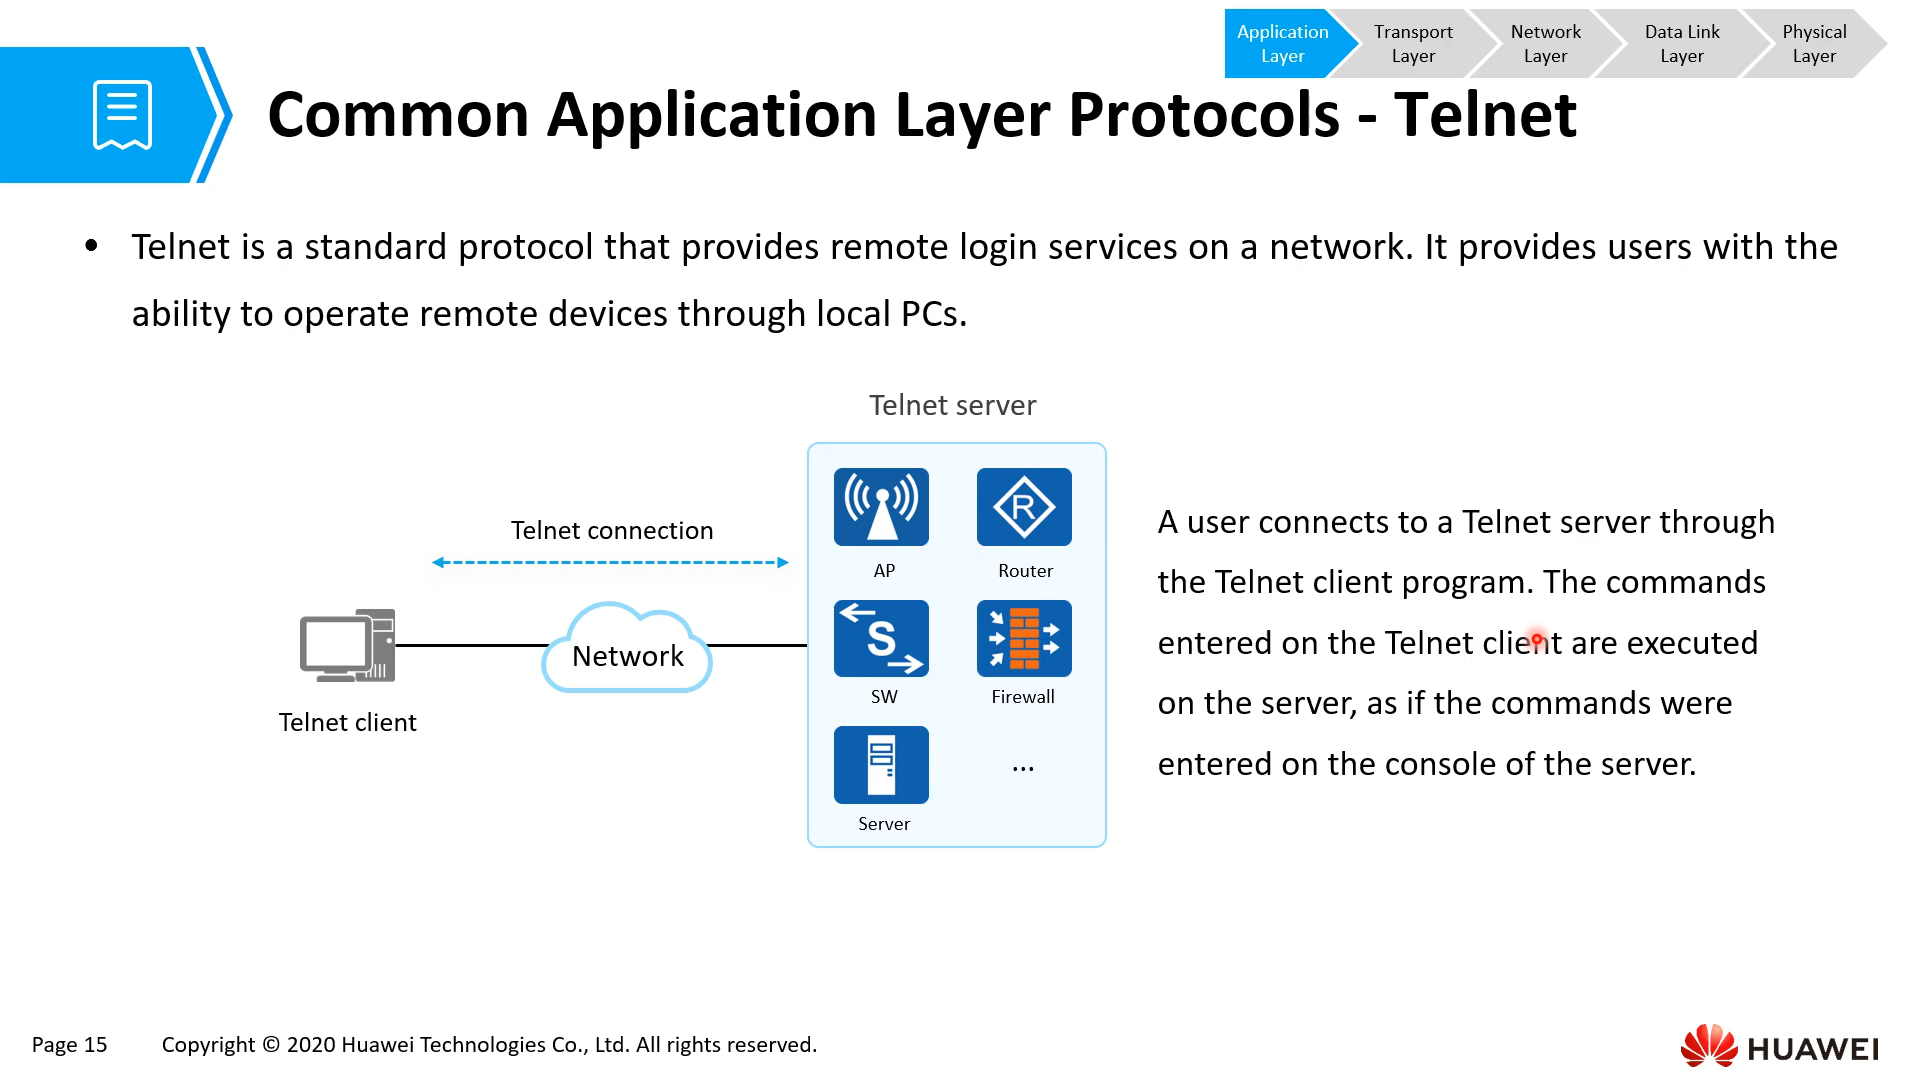 Application Layer
Transport Layer
Network Layer
Data Link Layer
Physical Layer
Common Application Layer Protocols - Telnet
• Telnet is a standard protocol that provides remote login services on a network. It provides users with the
ability to operate remote devices through local PCs.
Telnet server
Telnet connection
AP
Router
R
S
Network
SW
Firewall
Telnet client
...
Server
A user connects to a Telnet server through
the Telnet client program. The commands
entered on the Telnet client are executed
on the server, as if the commands were
entered on the console of the server.
Page 15
Copyright © 2020 Huawei Technologies Co., Ltd. All rights reserved.
HUAWEI